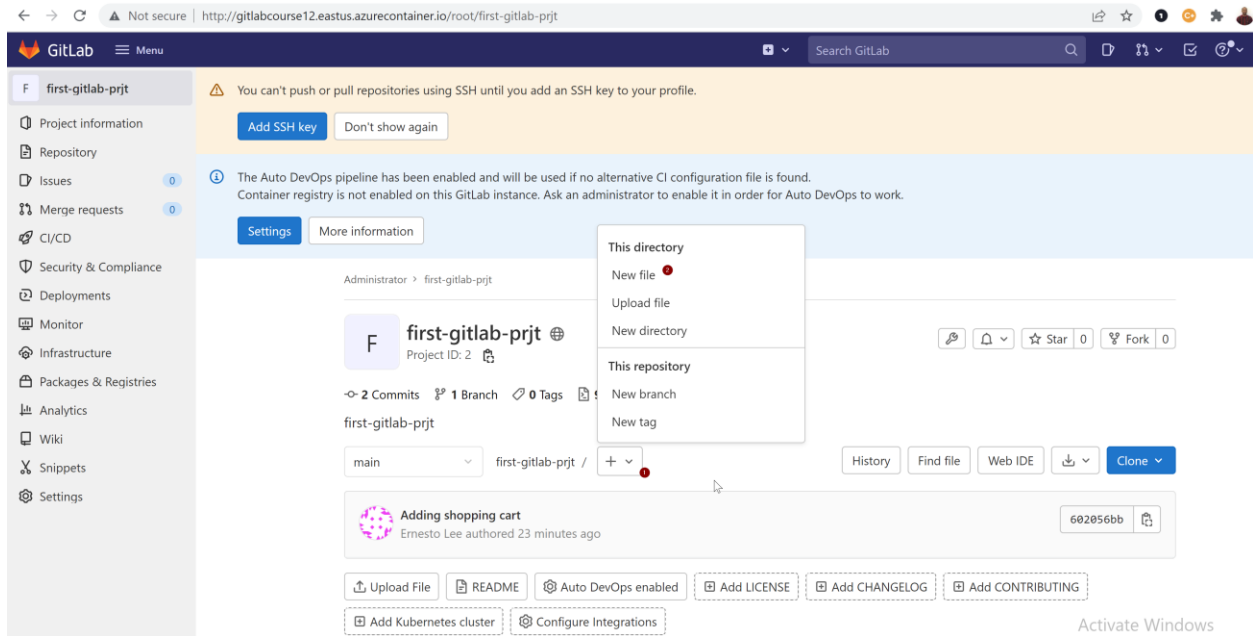 Not secure | http://gitlabcourse12.eastus.azurecontainer.io/root/first-gitlab-prjt
GitLab Menu Search GitLab
F first-gitlab-prjt
Project information
Repository
Issues 0
Merge requests 0
CI/CD
Security & Compliance
Deployments
Monitor
Infrastructure
Packages & Registries
Analytics
Wiki
Snippets
Settings
You can't push or pull repositories using SSH until you add an SSH key to your profile.
Add SSH key Don't show again
The Auto DevOps pipeline has been enabled and will be used if no alternative CI configuration file is found.
Container registry is not enabled on this GitLab instance. Ask an administrator to enable it in order for Auto DevOps to work.
Settings More information
This directory
New file 2
Upload file
New directory
This repository
New branch
New tag
Administrator > first-gitlab-prjt
F first-gitlab-prjt
Project ID: 2
Star 0 Fork 0
2 Commits 1 Branch 0 Tags
first-gitlab-prjt
main first-gitlab-prjt / + 1 History Find file Web IDE Clone
Adding shopping cart
Ernesto Lee authored 23 minutes ago
602056bb
Upload File README Auto DevOps enabled Add LICENSE Add CHANGELOG Add CONTRIBUTING
Add Kubernetes cluster Configure Integrations
Activate Windows